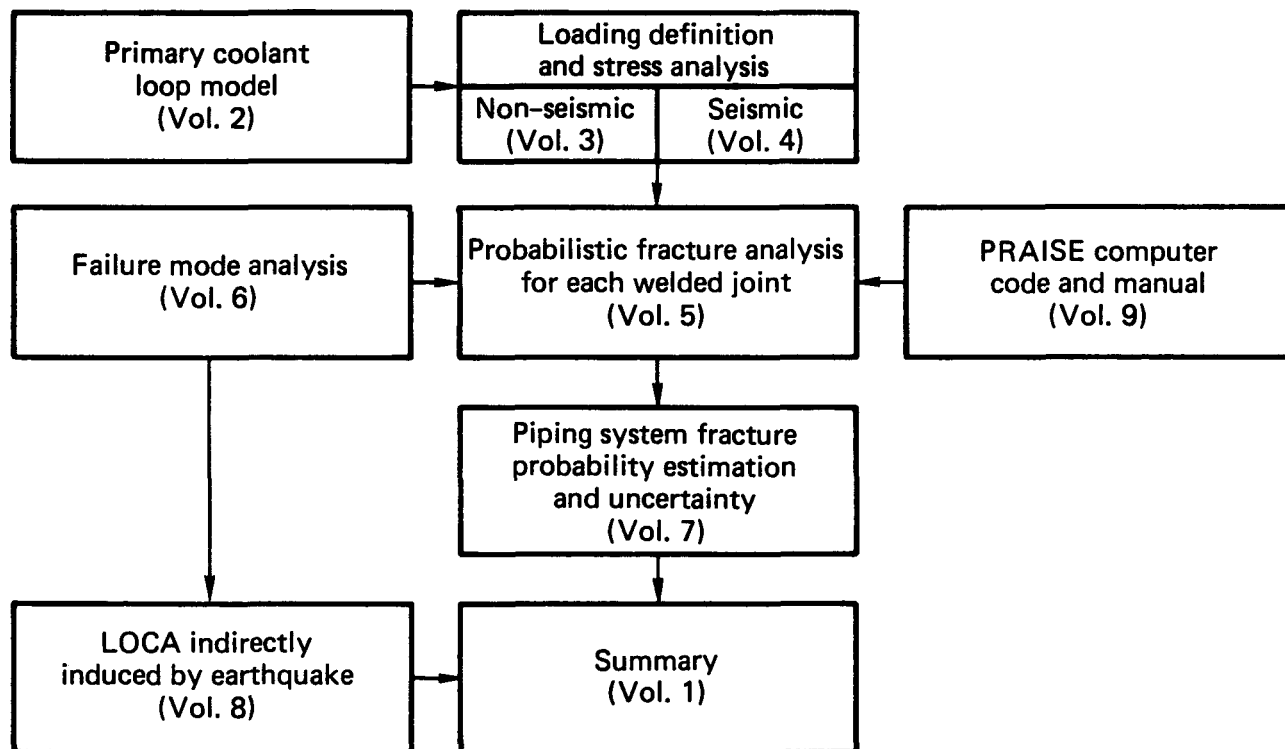 Primary coolant
loop model
(Vol. 2)
Loading definition
and stress analysis
Non-seismic
(Vol. 3)
Seismic
(Vol. 4)
Failure mode analysis
(Vol. 6)
Probabilistic fracture analysis
for each welded joint
(Vol. 5)
PRAISE computer
code and manual
(Vol. 9)
Piping system fracture
probability estimation
and uncertainty
(Vol. 7)
LOCA indirectly
induced by earthquake
(Vol. 8)
Summary
(Vol. 1)